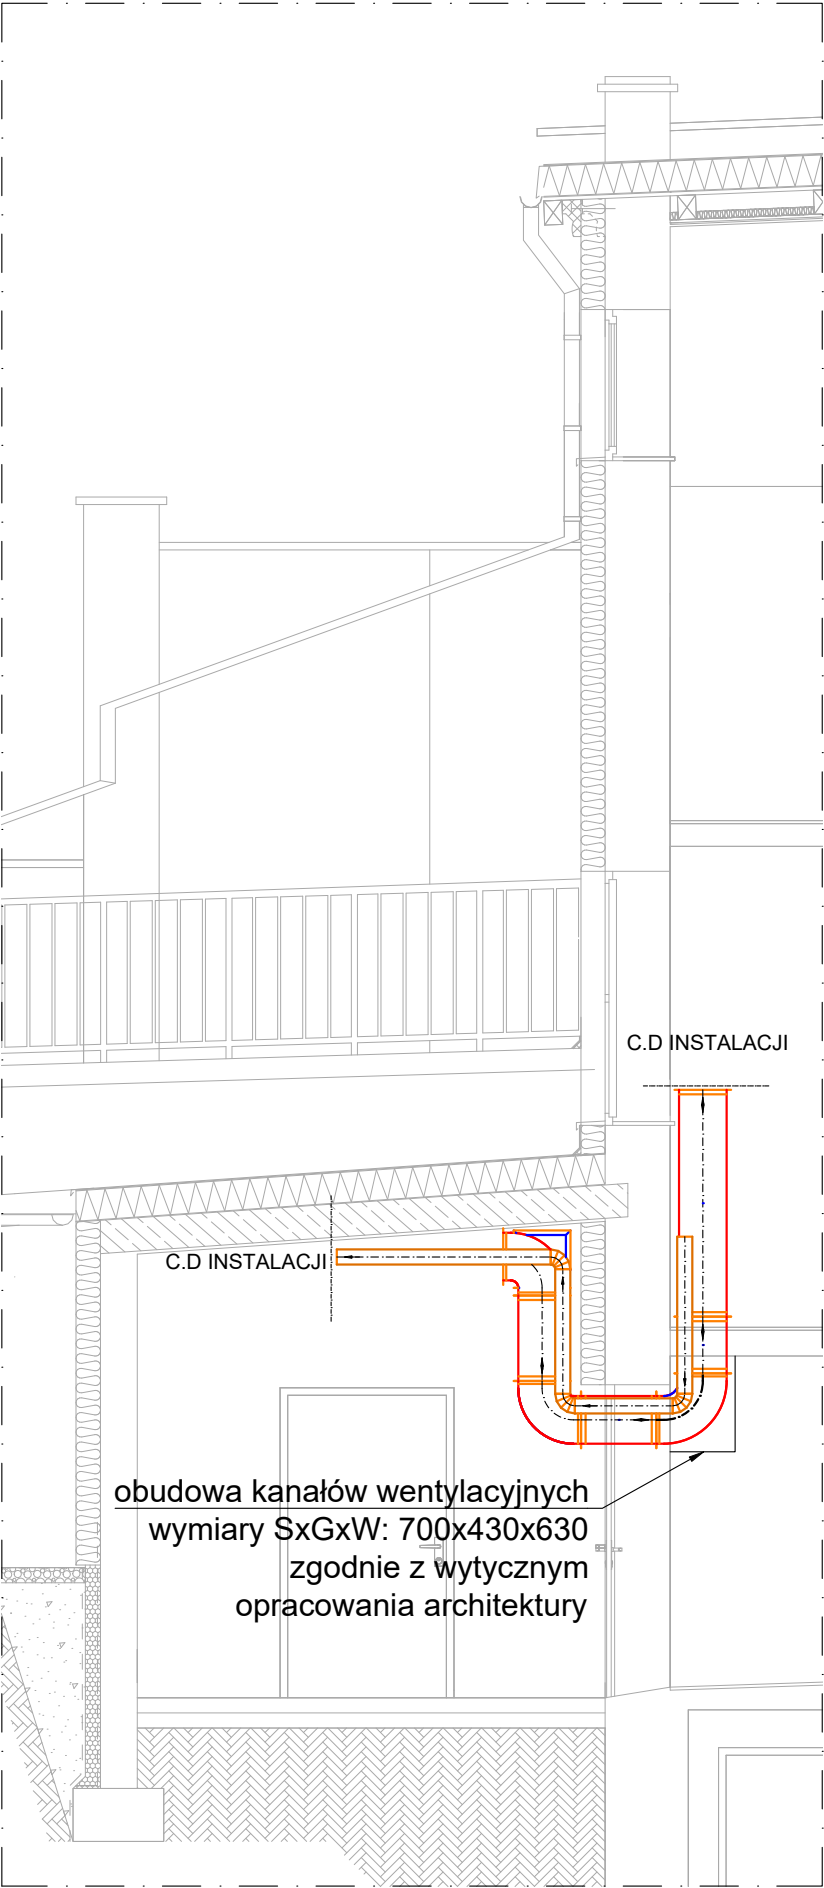 C.D INSTALACJI
C.D INSTALACJI
obudowa kanałów wentylacyjnych
wymiary SxGxW: 700x430x630
zgodnie z wytycznym
opracowania architektury